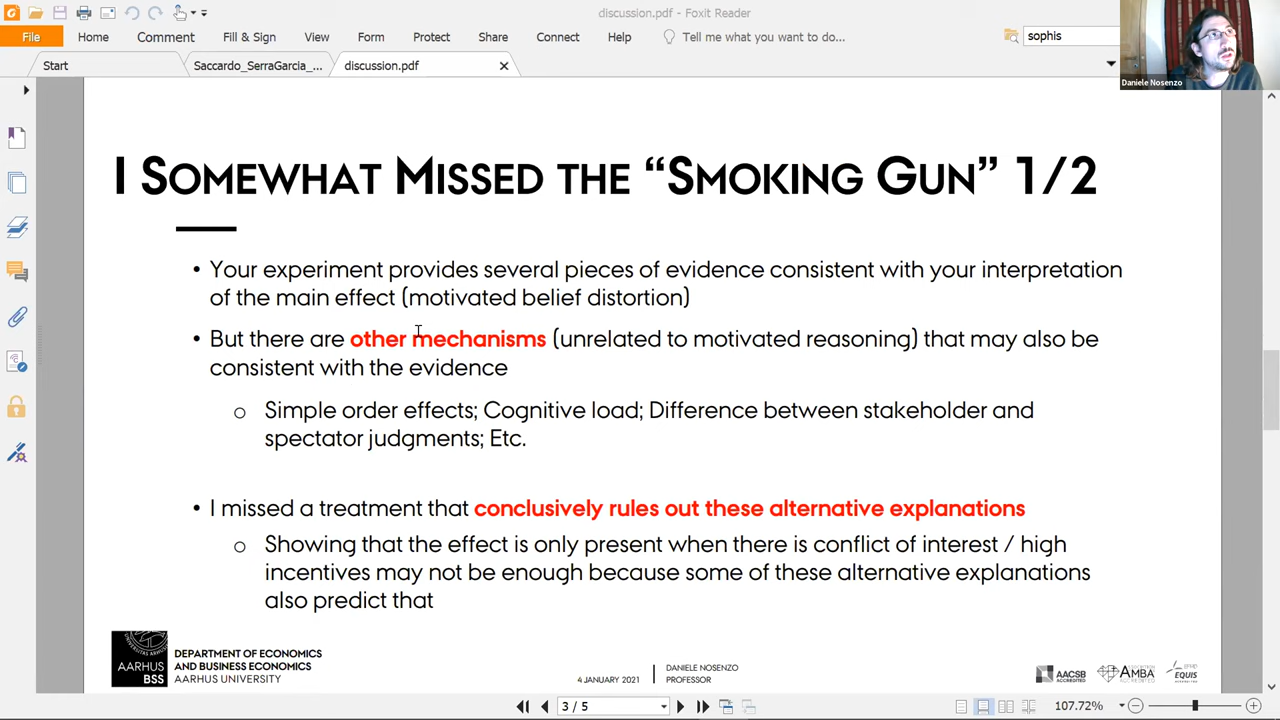 discussion.pdf - Foxit Reader
File Home Comment Fill & Sign View Form Protect Share Connect Help Tell me what you want to do... sophis
Start Saccardo_SerraGarcia_... discussion.pdf
Daniele Nosenzo
I SOMEWHAT MISSED THE “SMOKING GUN” 1/2
• Your experiment provides several pieces of evidence consistent with your interpretation
of the main effect (motivated belief distortion)
• But there are other mechanisms (unrelated to motivated reasoning) that may also be
consistent with the evidence
o Simple order effects; Cognitive load; Difference between stakeholder and
spectator judgments; Etc.
• I missed a treatment that conclusively rules out these alternative explanations
o Showing that the effect is only present when there is conflict of interest / high
incentives may not be enough because some of these alternative explanations
also predict that
AARHUS
BSS
DEPARTMENT OF ECONOMICS
AND BUSINESS ECONOMICS
AARHUS UNIVERSITY
4 JANUARY 2021
DANIELE NOSENZO
PROFESSOR
AACSB
ACCREDITED
AMBA
ACCREDITED
EFMD
EQUIS
ACCREDITED
3 / 5
107.72%